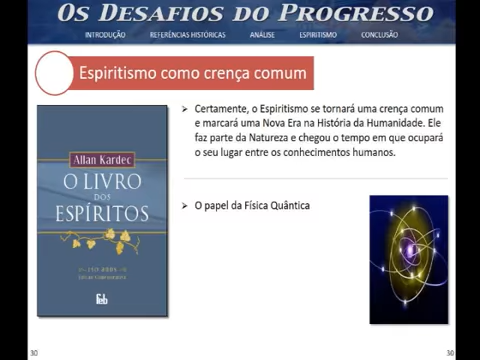 OS DESAFIOS DO PROGRESSO
INTRODUÇÃO REFERÊNCIAS HISTÓRICAS ANÁLISE ESPIRITISMO CONCLUSÃO
Espiritismo como crença comum
Certamente, o Espiritismo se tornará uma crença comum
e marcará uma Nova Era na História da Humanidade. Ele
faz parte da Natureza e chegou o tempo em que ocupará
o seu lugar entre os conhecimentos humanos.
Allan Kardec
O LIVRO
DOS
ESPÍRITOS
feb
O papel da Física Quântica
30 30